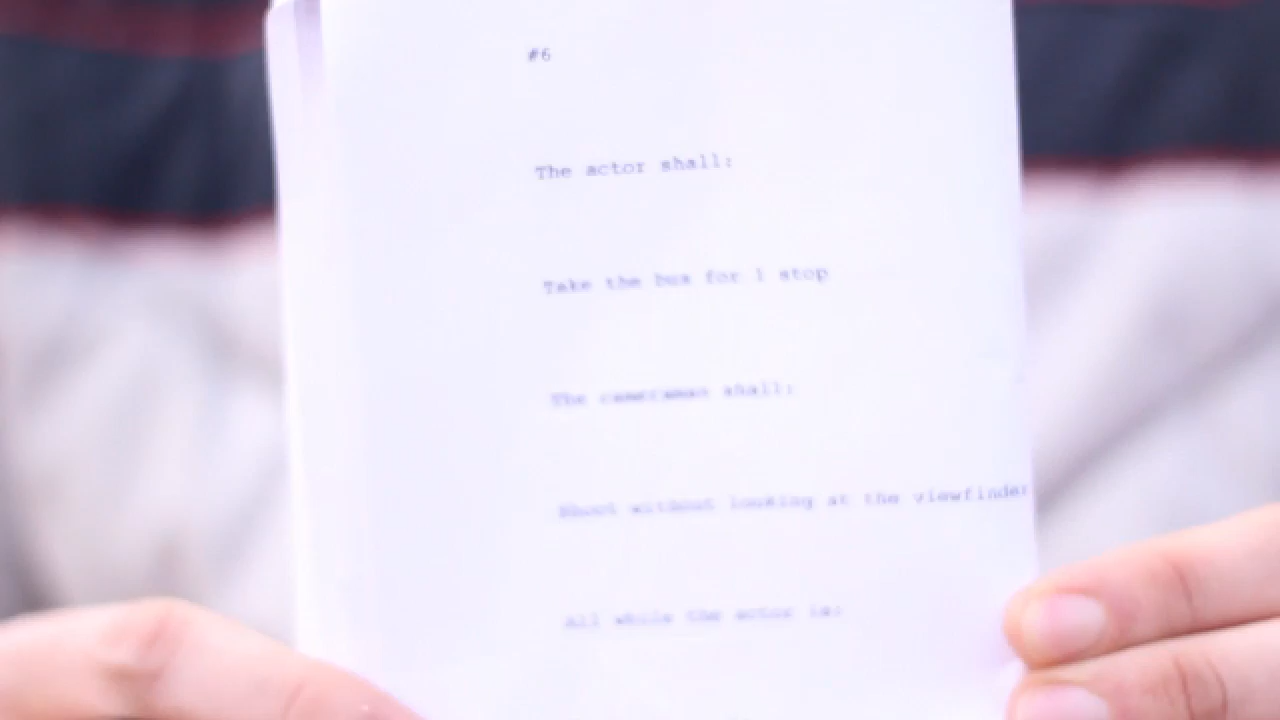 #6
The actor shall:
Take the bus for 1 stop
The cameraman shall:
Shoot without looking at the viewfinder
All while the actor is: